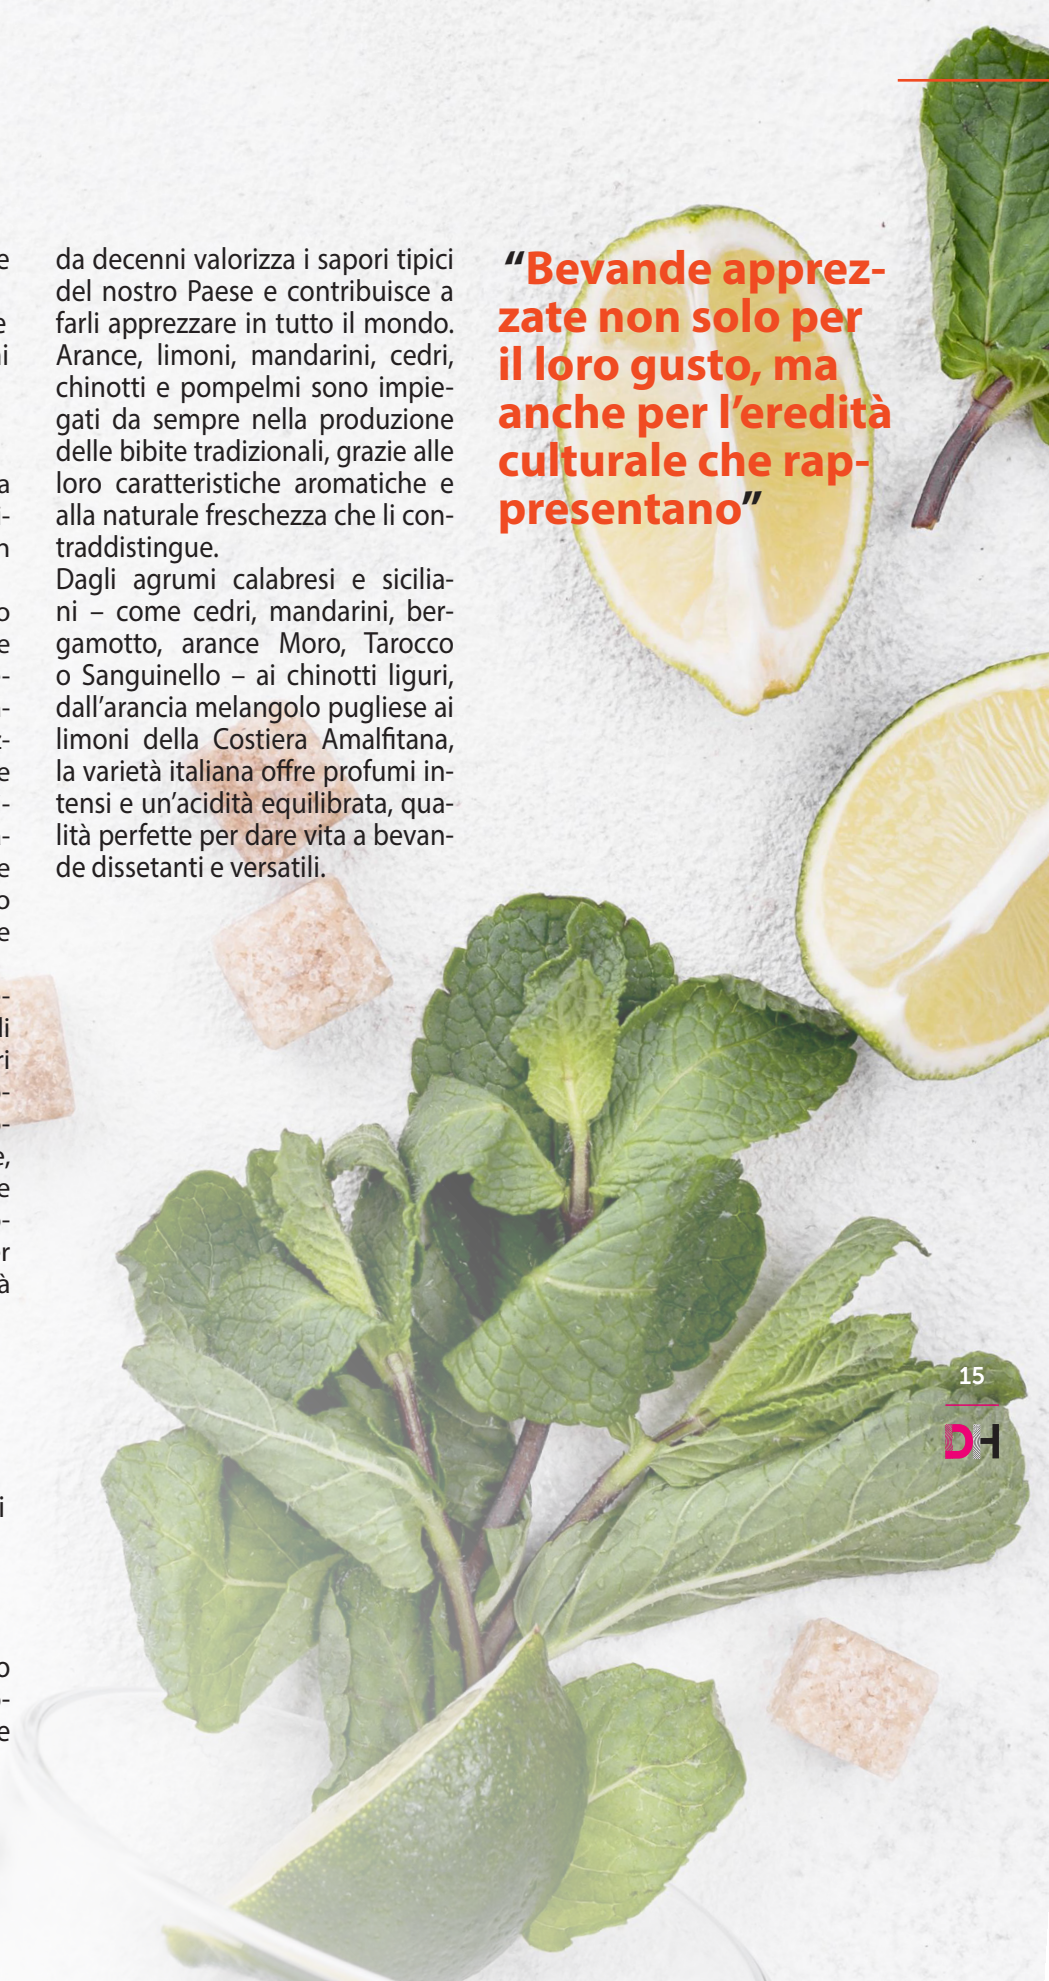 da decenni valorizza i sapori tipici
del nostro Paese e contribuisce a
farli apprezzare in tutto il mondo.
Arance, limoni, mandarini, cedri,
chinotti e pompelmi sono impie-
gati da sempre nella produzione
delle bibite tradizionali, grazie alle
loro caratteristiche aromatiche e
alla naturale freschezza che li con-
traddistingue.
Dagli agrumi calabresi e sicilia-
ni – come cedri, mandarini, ber-
gamotto, arance Moro, Tarocco
o Sanguinello – ai chinotti liguri,
dall’arancia melangolo pugliese ai
limoni della Costiera Amalfitana,
la varietà italiana offre profumi in-
tensi e un’acidità equilibrata, qua-
lità perfette per dare vita a bevan-
de dissetanti e versatili.
“Bevande apprez-
zate non solo per
il loro gusto, ma
anche per l’eredità
culturale che rap-
presentano”
15
DH